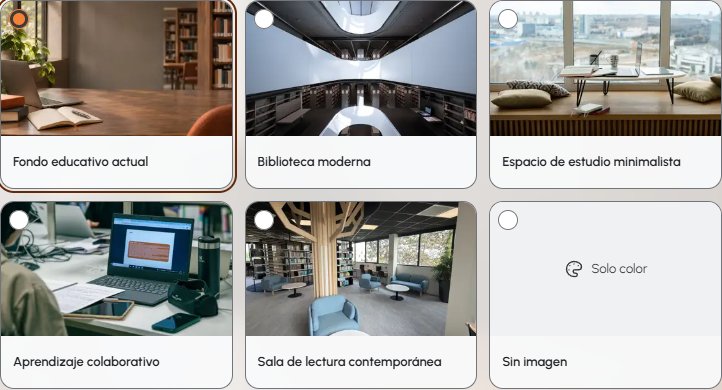 Fondo educativo actual
Biblioteca moderna
Espacio de estudio minimalista
Solo color
Aprendizaje colaborativo
Sala de lectura contemporánea
Sin imagen